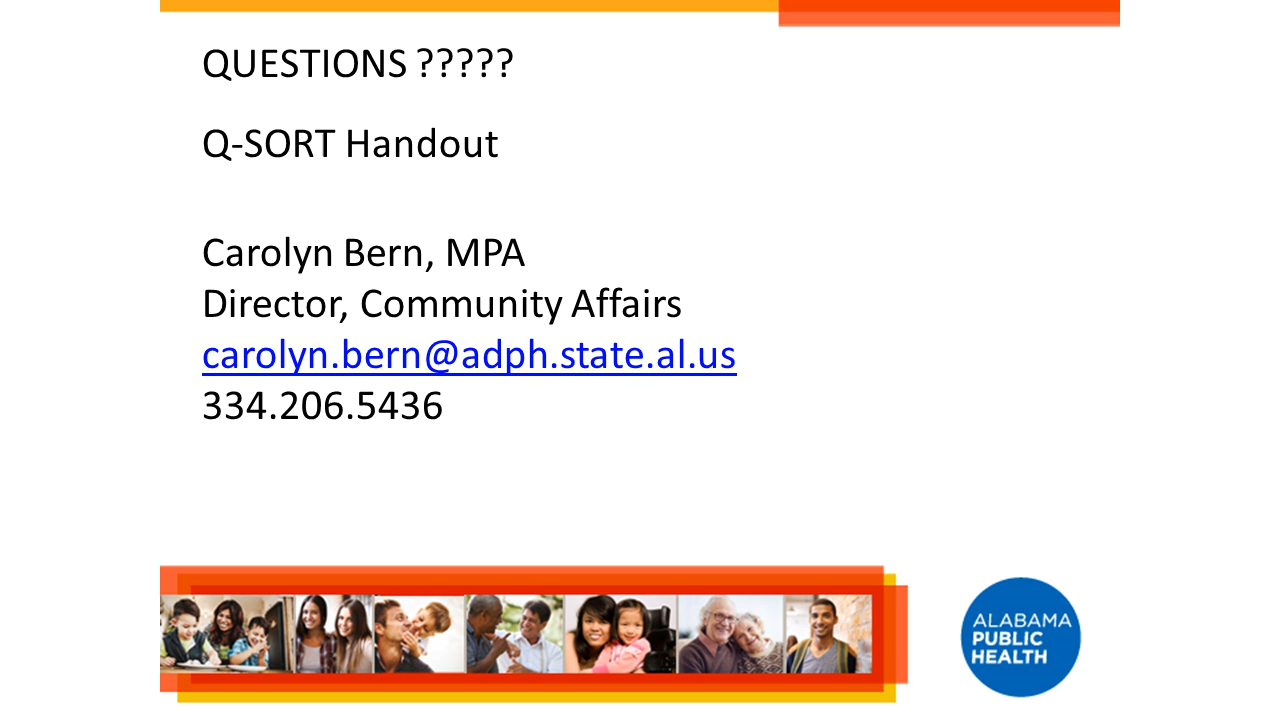 QUESTIONS ?????
Q-SORT Handout
Carolyn Bern, MPA
Director, Community Affairs
carolyn.bern@adph.state.al.us
334.206.5436
ALABAMA
PUBLIC
HEALTH